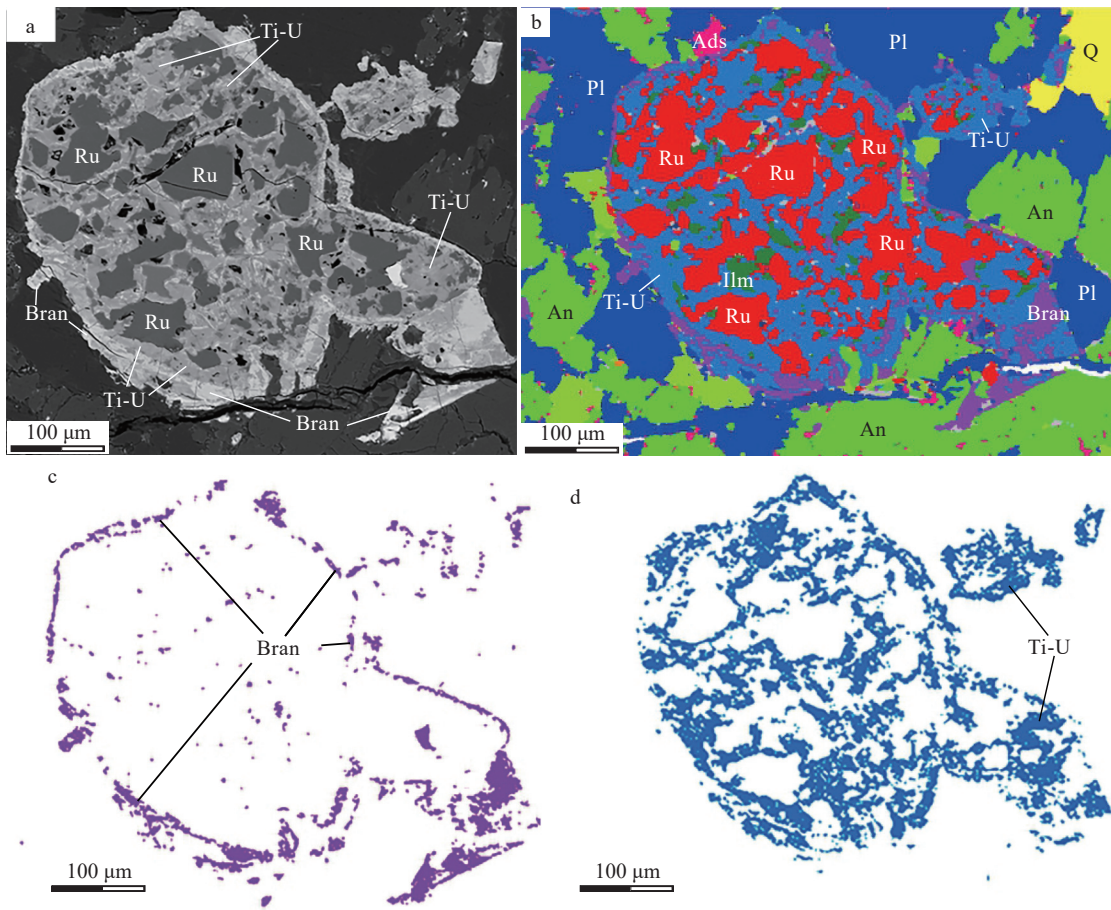 a
Ti-U
Ru
Ru
Ti-U
Ru
Bran
Ru
Ti-U
Bran
100 μm
b
Ads
Pl
Q
Pl
Ti-U
Ru
Ru
Ru
An
Ru
Ilm
Ti-U
Pl
Bran
An
Ru
An
100 μm
c
Bran
100 μm
d
Ti-U
100 μm